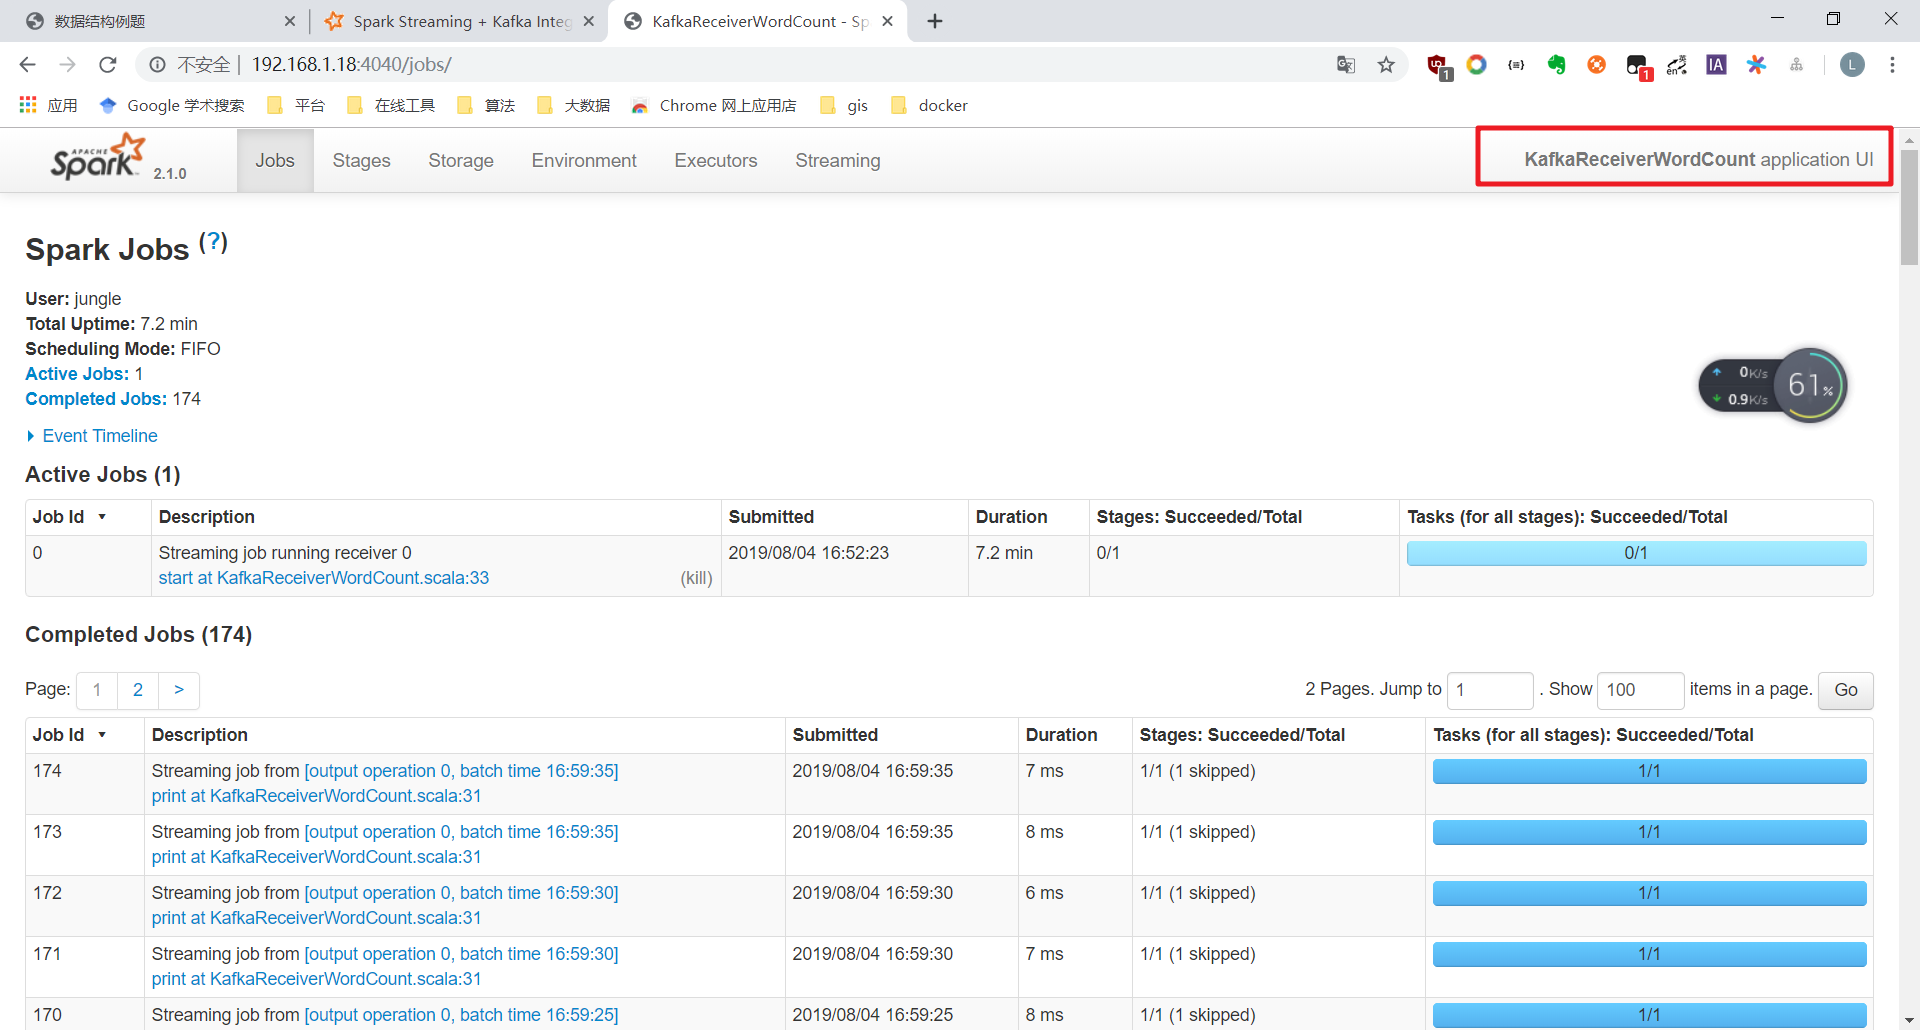 数据结构例题
Spark Streaming + Kafka Integ
KafkaReceiverWordCount - Sp
不安全 192.168.1.18:4040/jobs/
1 1 en 英 IA L
应用 Google 学术搜索 平台 在线工具 算法 大数据 Chrome 网上应用店 gis docker
APACHE Spark 2.1.0 Jobs Stages Storage Environment Executors Streaming KafkaReceiverWordCount application UI
Spark Jobs (?)
User: jungle
Total Uptime: 7.2 min
Scheduling Mode: FIFO
Active Jobs: 1
Completed Jobs: 174
0K/s
0.9K/s
61%
Event Timeline
Active Jobs (1)
Job Id Description Submitted Duration Stages: Succeeded/Total Tasks (for all stages): Succeeded/Total
0 Streaming job running receiver 0 2019/08/04 16:52:23 7.2 min 0/1 0/1
start at KafkaReceiverWordCount.scala:33 (kill)
Completed Jobs (174)
Page: 1 2 > 2 Pages. Jump to 1 . Show 100 items in a page. Go
Job Id Description Submitted Duration Stages: Succeeded/Total Tasks (for all stages): Succeeded/Total
174 Streaming job from [output operation 0, batch time 16:59:35] 2019/08/04 16:59:35 7 ms 1/1 (1 skipped) 1/1
print at KafkaReceiverWordCount.scala:31
173 Streaming job from [output operation 0, batch time 16:59:35] 2019/08/04 16:59:35 8 ms 1/1 (1 skipped) 1/1
print at KafkaReceiverWordCount.scala:31
172 Streaming job from [output operation 0, batch time 16:59:30] 2019/08/04 16:59:30 6 ms 1/1 (1 skipped) 1/1
print at KafkaReceiverWordCount.scala:31
171 Streaming job from [output operation 0, batch time 16:59:30] 2019/08/04 16:59:30 7 ms 1/1 (1 skipped) 1/1
print at KafkaReceiverWordCount.scala:31
170 Streaming job from [output operation 0, batch time 16:59:25] 2019/08/04 16:59:25 8 ms 1/1 (1 skipped) 1/1